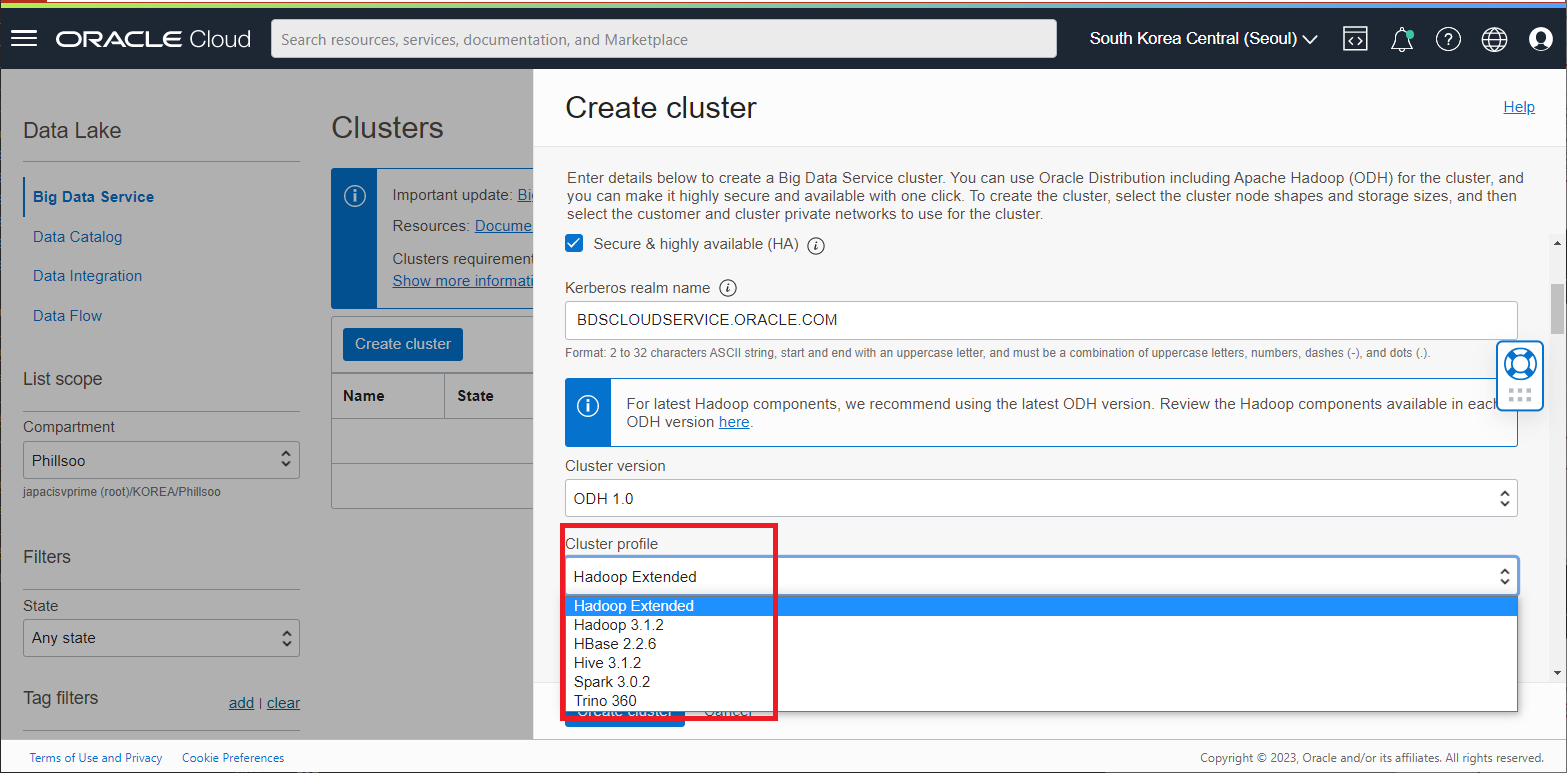 ORACLE Cloud
Search resources, services, documentation, and Marketplace
South Korea Central (Seoul)
Data Lake
Big Data Service
Data Catalog
Data Integration
Data Flow
List scope
Compartment
Phillsoo
japacisvprime (root)/KOREA/Phillsoo
Filters
State
Any state
Tag filters
add | clear
Clusters
Important update: Bi
Resources: Docume
Clusters requirement
Show more informati
Create cluster
Name State
Create cluster
Help
Enter details below to create a Big Data Service cluster. You can use Oracle Distribution including Apache Hadoop (ODH) for the cluster, and
you can make it highly secure and available with one click. To create the cluster, select the cluster node shapes and storage sizes, and then
select the customer and cluster private networks to use for the cluster.
Secure & highly available (HA)
Kerberos realm name
BDSCLOUDSERVICE.ORACLE.COM
Format: 2 to 32 characters ASCII string, start and end with an uppercase letter, and must be a combination of uppercase letters, numbers, dashes (-), and dots (.).
For latest Hadoop components, we recommend using the latest ODH version. Review the Hadoop components available in each
ODH version here.
Cluster version
ODH 1.0
Cluster profile
Hadoop Extended
Hadoop Extended
Hadoop 3.1.2
HBase 2.2.6
Hive 3.1.2
Spark 3.0.2
Trino 360
Create cluster Cancel
Terms of Use and Privacy Cookie Preferences
Copyright © 2023, Oracle and/or its affiliates. All rights reserved.